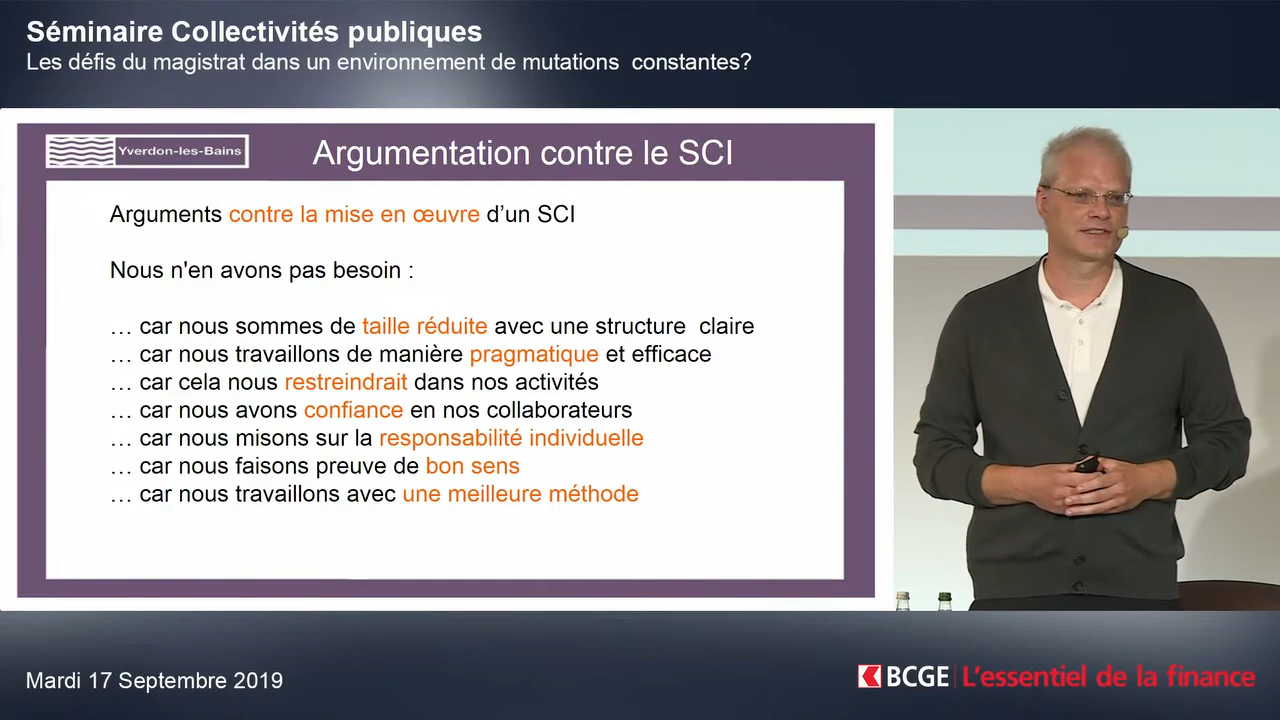 Séminaire Collectivités publiques
Les défis du magistrat dans un environnement de mutations constantes?
Yverdon-les-Bains
Argumentation contre le SCI
Arguments contre la mise en œuvre d’un SCI
Nous n'en avons pas besoin :
… car nous sommes de taille réduite avec une structure claire
… car nous travaillons de manière pragmatique et efficace
… car cela nous restreindrait dans nos activités
… car nous avons confiance en nos collaborateurs
… car nous misons sur la responsabilité individuelle
… car nous faisons preuve de bon sens
… car nous travaillons avec une meilleure méthode
Mardi 17 Septembre 2019
BCGE L'essentiel de la finance